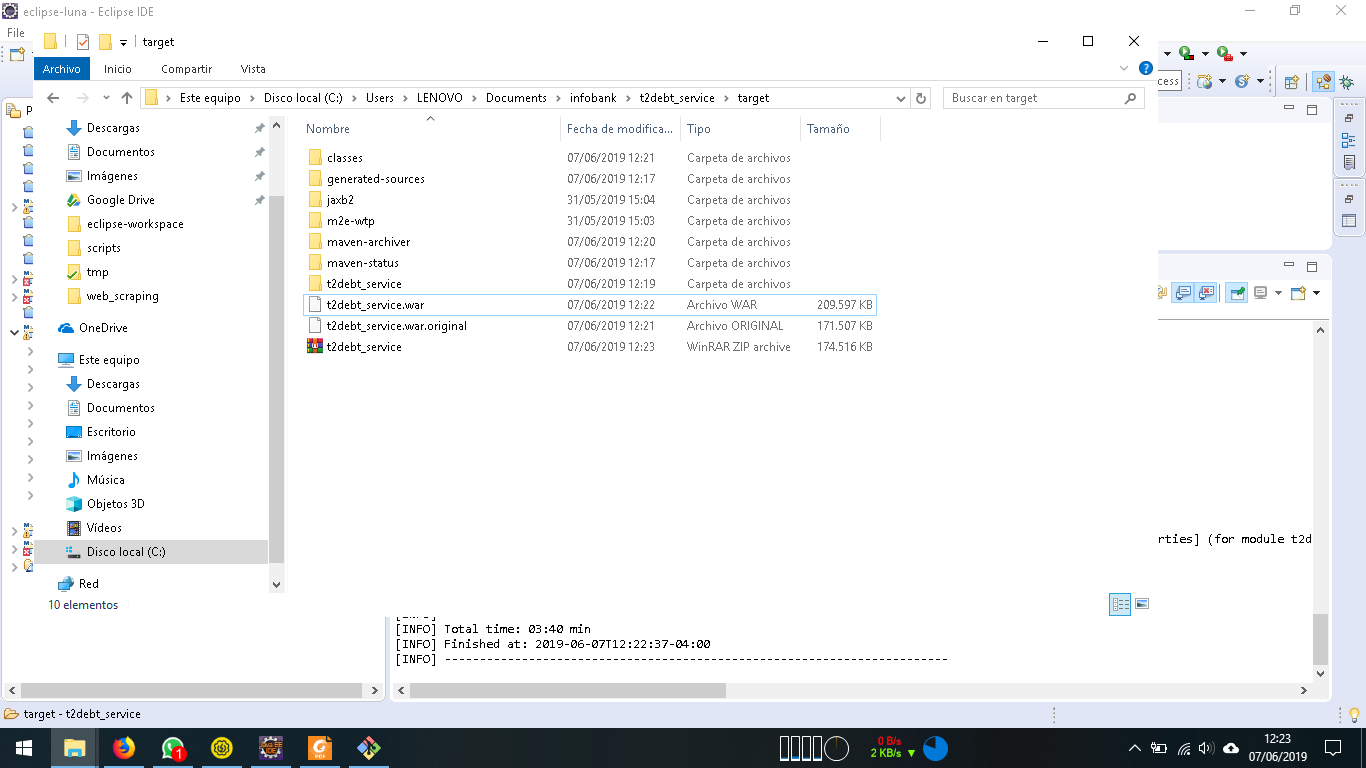 eclipse-luna - Eclipse IDE
File
target
Archivo Inicio Compartir Vista
Este equipo Disco local (C:) Users LENOVO Documents infobank t2debt_service target
Buscar en target
cess
P
Descargas
Documentos
Imágenes
Google Drive
eclipse-workspace
scripts
tmp
web_scraping
OneDrive
Este equipo
Descargas
Documentos
Escritorio
Imágenes
Música
Objetos 3D
Vídeos
Disco local (C:)
Red
10 elementos
Nombre Fecha de modifica... Tipo Tamaño
classes 07/06/2019 12:21 Carpeta de archivos
generated-sources 07/06/2019 12:17 Carpeta de archivos
jaxb2 31/05/2019 15:04 Carpeta de archivos
m2e-wtp 31/05/2019 15:03 Carpeta de archivos
maven-archiver 07/06/2019 12:20 Carpeta de archivos
maven-status 07/06/2019 12:17 Carpeta de archivos
t2debt_service 07/06/2019 12:19 Carpeta de archivos
t2debt_service.war 07/06/2019 12:22 Archivo WAR 209.597 KB
t2debt_service.war.original 07/06/2019 12:21 Archivo ORIGINAL 171.507 KB
t2debt_service 07/06/2019 12:23 WinRAR ZIP archive 174.516 KB
rties] (for module t2d
[INFO] Total time: 03:40 min
[INFO] Finished at: 2019-06-07T12:22:37-04:00
[INFO] ------------------------------------------------------------------------
target - t2debt_service
0 B/s
2 KB/s
12:23
07/06/2019